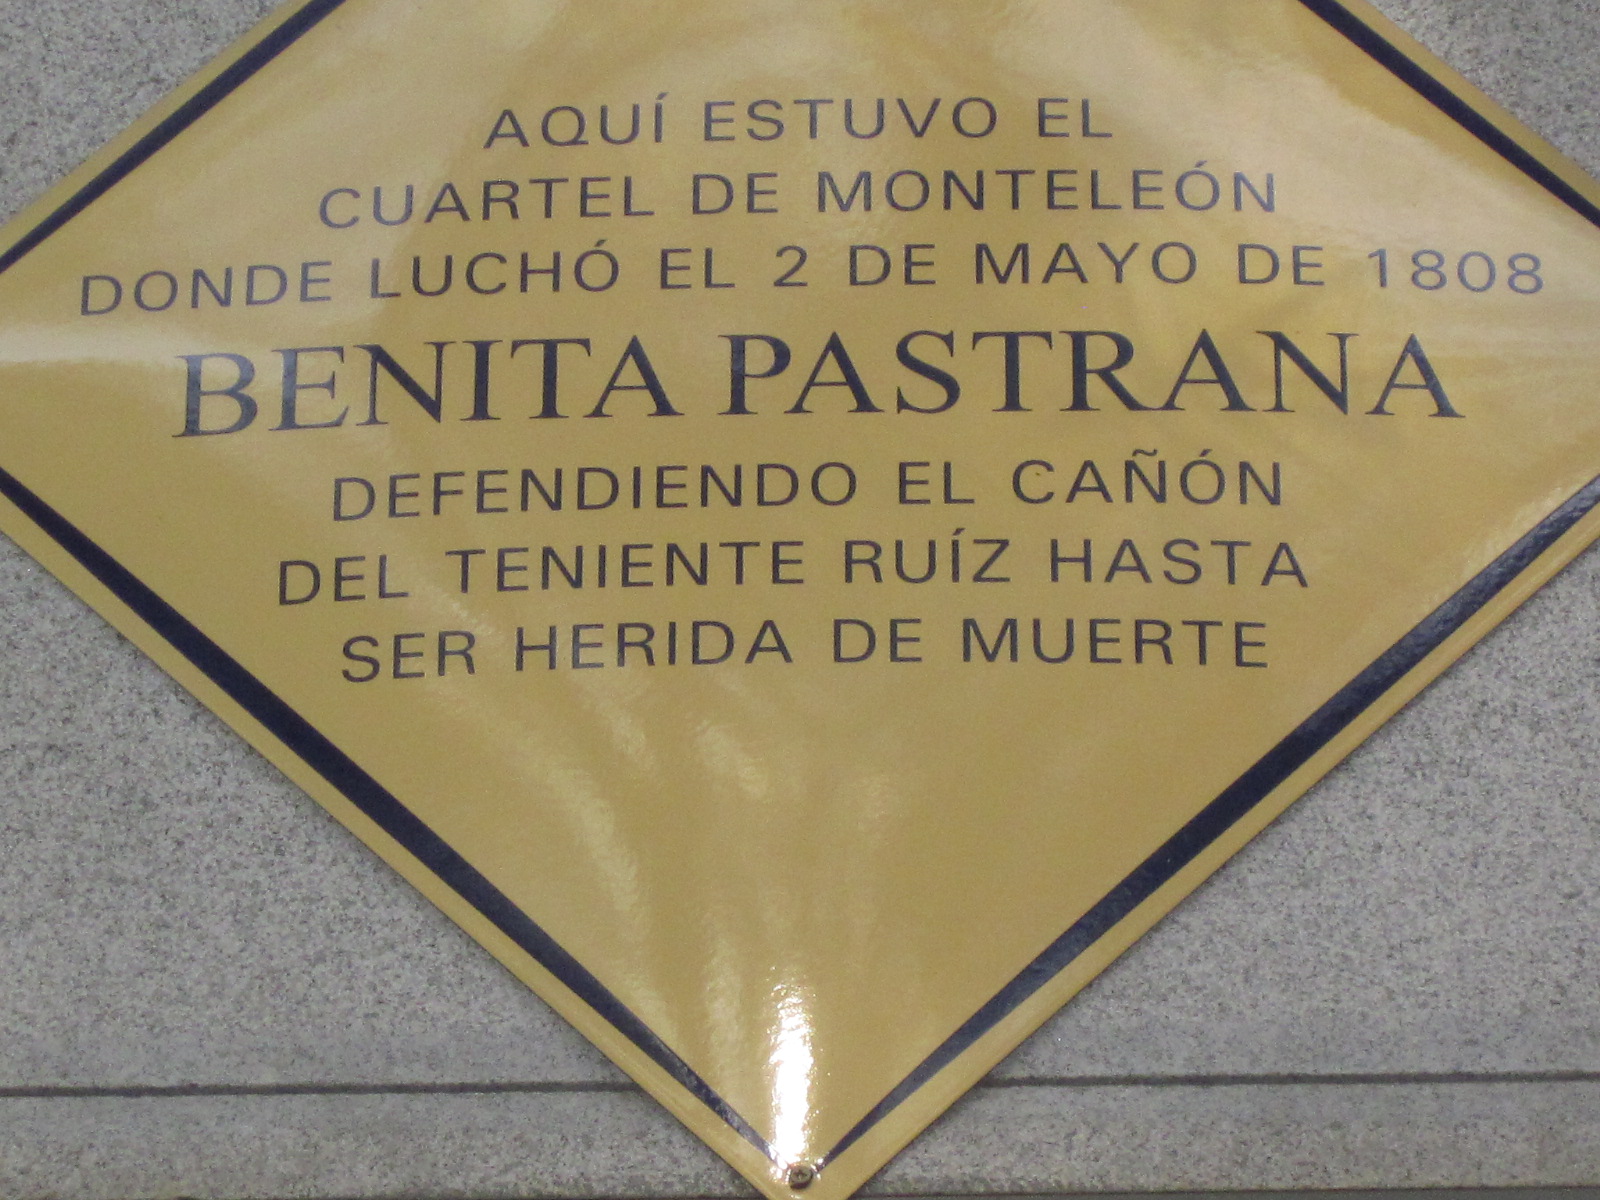 AQUÍ ESTUVO EL
CUARTEL DE MONTELEÓN
DONDE LUCHÓ EL 2 DE MAYO DE 1808
BENITA PASTRANA
DEFENDIENDO EL CAÑÓN
DEL TENIENTE RUÍZ HASTA
SER HERIDA DE MUERTE